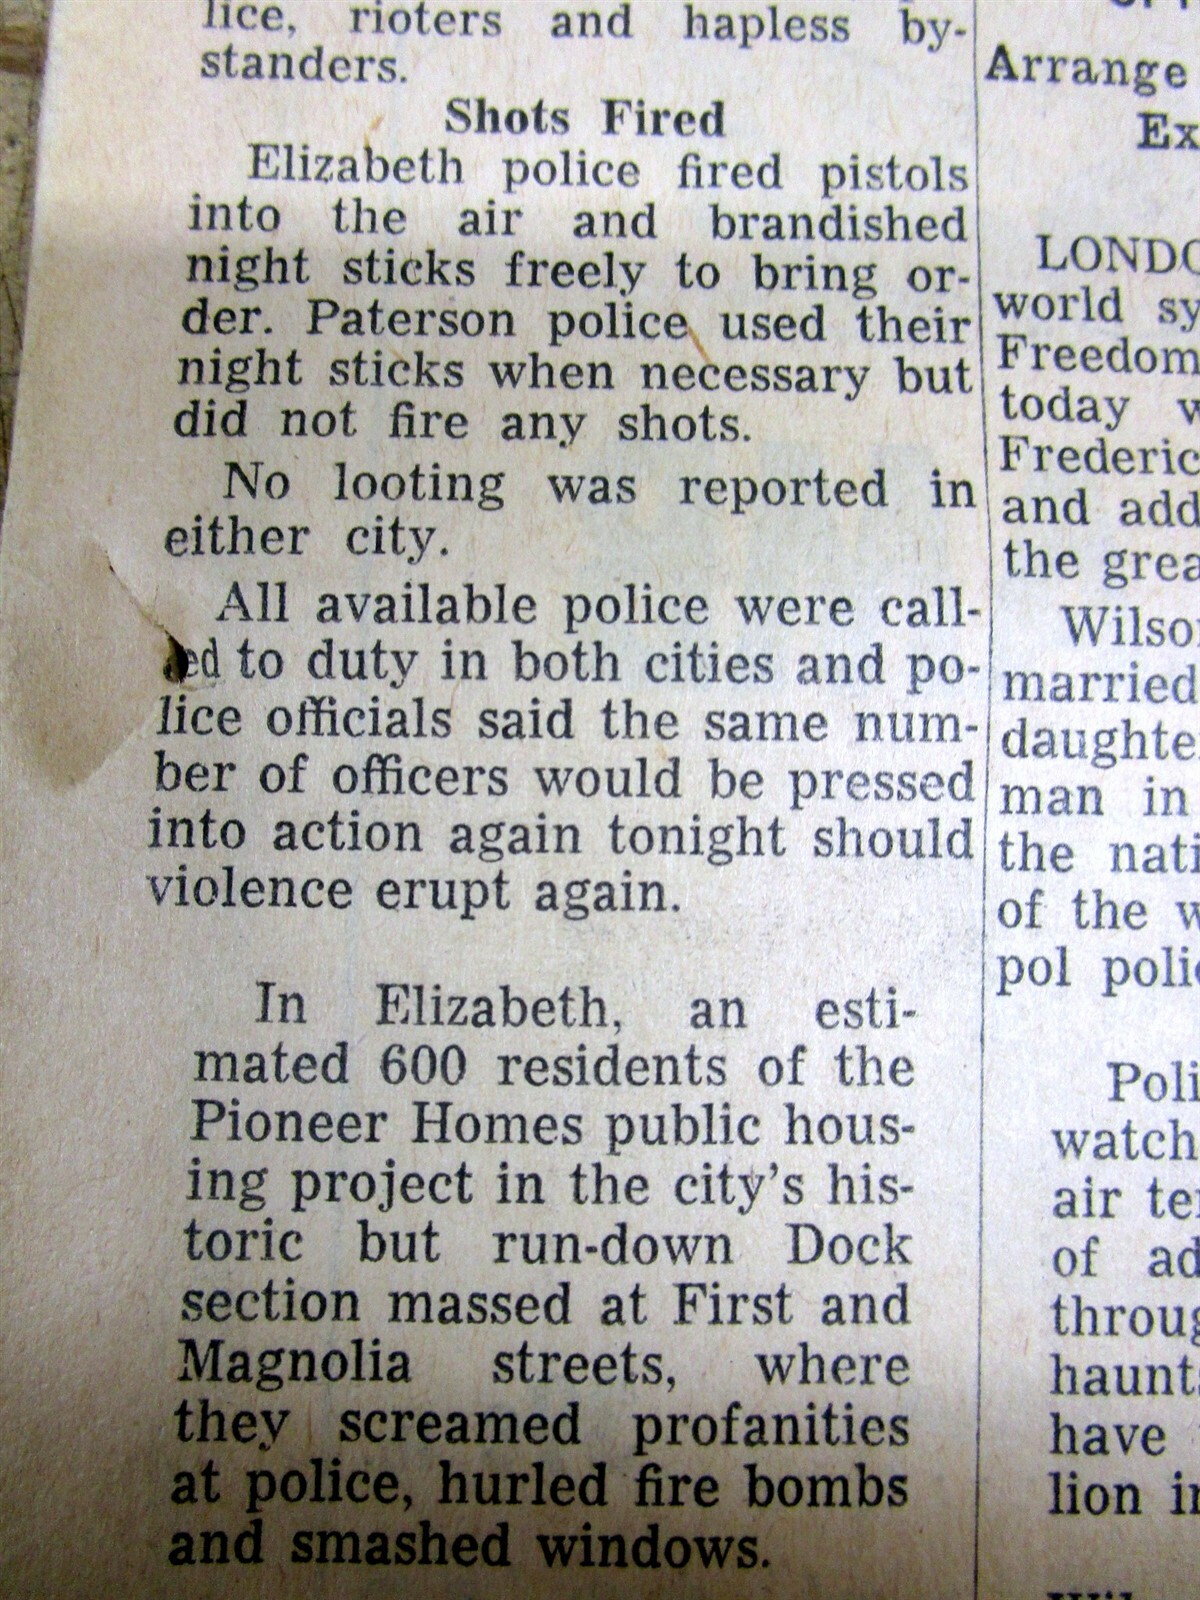 lice, rioters and hapless by-
standers.
Shots Fired
Elizabeth police fired pistols
into the air and brandished
night sticks freely to bring or-
der. Paterson police used their
night sticks when necessary but
did not fire any shots.
No looting was reported in
either city.
All available police were call-
ed to duty in both cities and po-
lice officials said the same num-
ber of officers would be pressed
into action again tonight should
violence erupt again.
In Elizabeth, an esti-
mated 600 residents of the
Pioneer Homes public hous-
ing project in the city's his-
toric but run-down Dock
section massed at First and
Magnolia streets, where
they screamed profanities
at police, hurled fire bombs
and smashed windows.
Arrange
Ex
LONDO
world sy
Freedom
today w
Frederic
and add
the grea
Wilso
married
daughte
man in
the nati
of the w
pol polic
Poli
watch
air te
of ad
throug
haunt
have
lion i